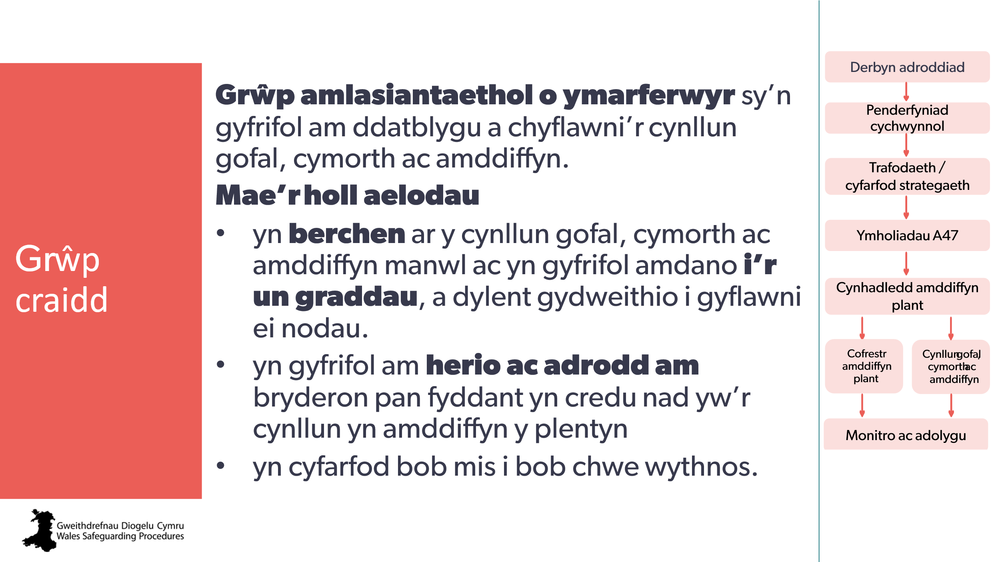 Grŵp
craidd
Grŵp amlasiantaethol o ymarferwyr sy’n
gyfrifol am ddatblygu a chyflawni’r cynllun
gofal, cymorth ac amddiffyn.
Mae’r holl aelodau
• yn berchen ar y cynllun gofal, cymorth ac
amddiffyn manwl ac yn gyfrifol amdano i’r
un graddau, a dylent gydweithio i gyflawni
ei nodau.
• yn gyfrifol am herio ac adrodd am
bryderon pan fyddant yn credu nad yw’r
cynllun yn amddiffyn y plentyn
• yn cyfarfod bob mis i bob chwe wythnos.
Derbyn adroddiad
Penderfyniad
cychwynnol
Trafodaeth /
cyfarfod strategaeth
Ymholiadau A47
Cynhadledd amddiffyn
plant
Cofrestr
amddiffyn
plant
Cynllun gofal,
cymorth ac
amddiffyn
Monitro ac adolygu
Gweithdrefnau Diogelu Cymru
Wales Safeguarding Procedures